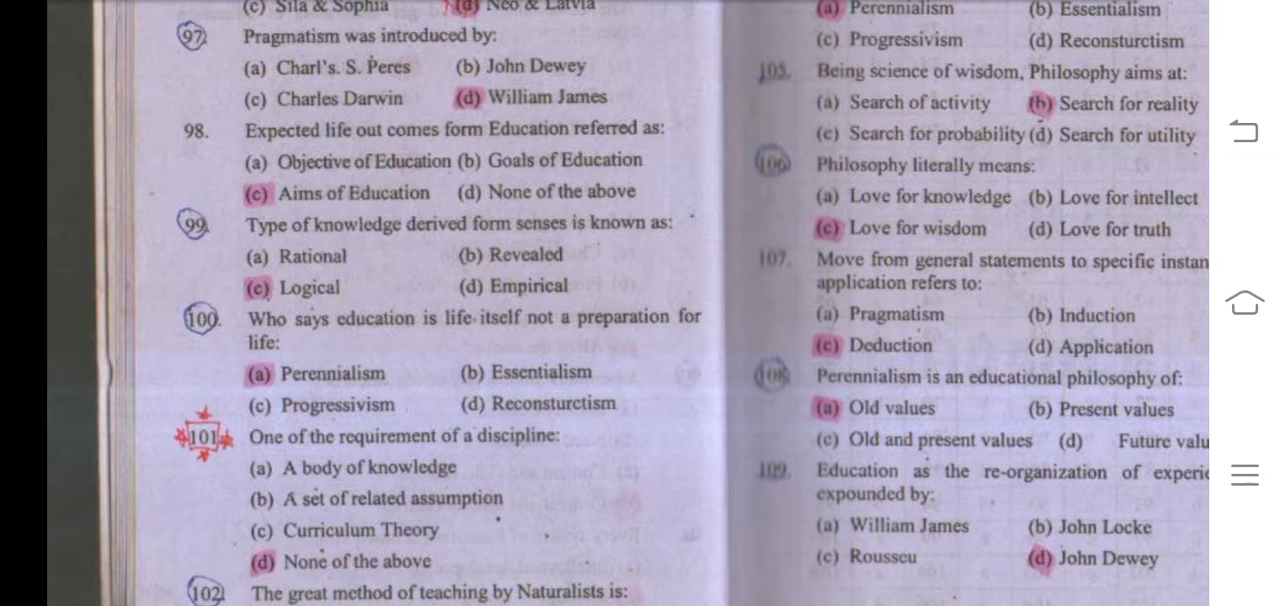 (c) Sila & Sophia (d) Neo & Latvia
97. Pragmatism was introduced by:
(a) Charl's. S. Peres (b) John Dewey
(c) Charles Darwin (d) William James
98. Expected life out comes form Education referred as:
(a) Objective of Education (b) Goals of Education
(c) Aims of Education (d) None of the above
99. Type of knowledge derived form senses is known as:
(a) Rational (b) Revealed
(c) Logical (d) Empirical
100. Who says education is life itself not a preparation for
life:
(a) Perennialism (b) Essentialism
(c) Progressivism (d) Reconsturctism
101. One of the requirement of a discipline:
(a) A body of knowledge
(b) A set of related assumption
(c) Curriculum Theory
(d) None of the above
102. The great method of teaching by Naturalists is:
(a) Perennialism (b) Essentialism
(c) Progressivism (d) Reconsturctism
105. Being science of wisdom, Philosophy aims at:
(a) Search of activity (b) Search for reality
(c) Search for probability (d) Search for utility
106. Philosophy literally means:
(a) Love for knowledge (b) Love for intellect
(c) Love for wisdom (d) Love for truth
107. Move from general statements to specific instan
application refers to:
(a) Pragmatism (b) Induction
(c) Deduction (d) Application
108. Perennialism is an educational philosophy of:
(a) Old values (b) Present values
(c) Old and present values (d) Future valu
109. Education as the re-organization of experie
expounded by:
(a) William James (b) John Locke
(c) Rousseu (d) John Dewey